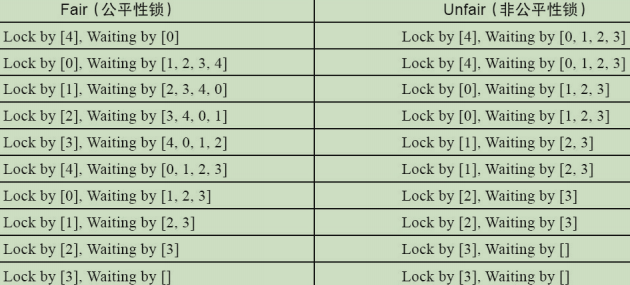 Fair（公平性锁） Unfair（非公平性锁）
Lock by [4], Waiting by [0] Lock by [4], Waiting by [0, 1, 2, 3]
Lock by [0], Waiting by [1, 2, 3, 4] Lock by [4], Waiting by [0, 1, 2, 3]
Lock by [1], Waiting by [2, 3, 4, 0] Lock by [0], Waiting by [1, 2, 3]
Lock by [2], Waiting by [3, 4, 0, 1] Lock by [0], Waiting by [1, 2, 3]
Lock by [3], Waiting by [4, 0, 1, 2] Lock by [1], Waiting by [2, 3]
Lock by [4], Waiting by [0, 1, 2, 3] Lock by [1], Waiting by [2, 3]
Lock by [0], Waiting by [1, 2, 3] Lock by [2], Waiting by [3]
Lock by [1], Waiting by [2, 3] Lock by [2], Waiting by [3]
Lock by [2], Waiting by [3] Lock by [3], Waiting by []
Lock by [3], Waiting by [] Lock by [3], Waiting by []